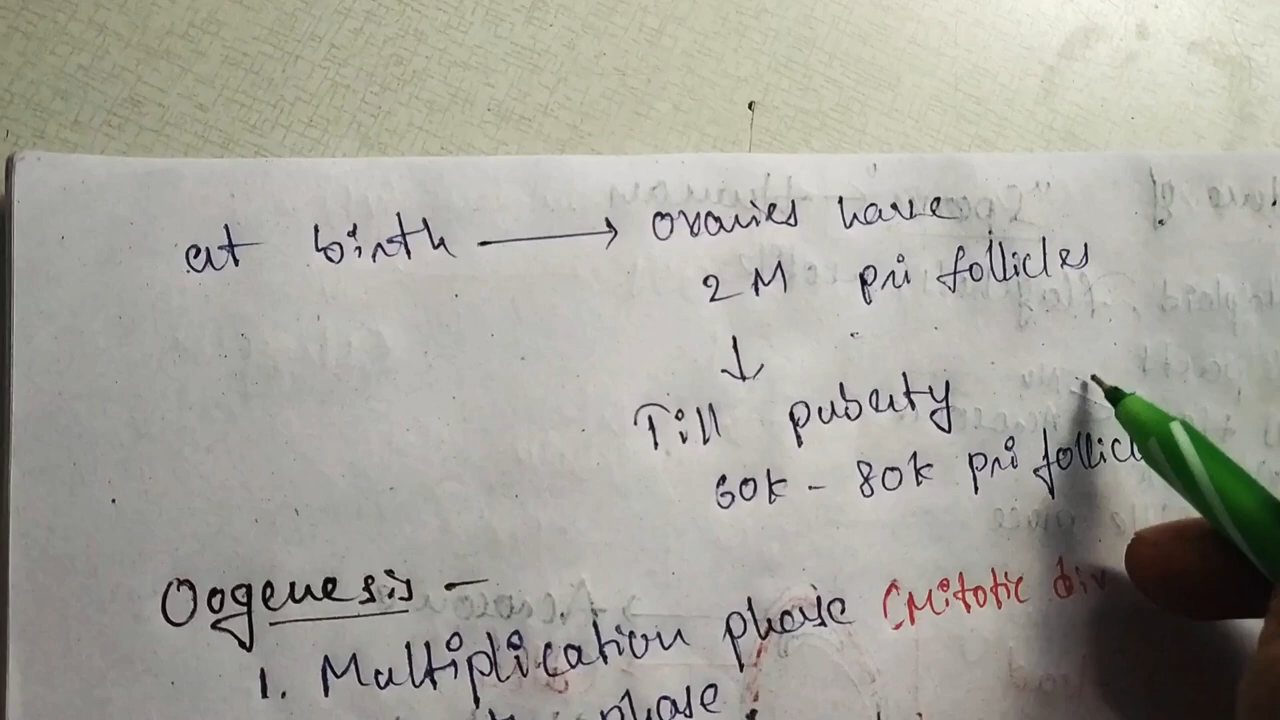 at birth → ovaries have
2 M pri follicles
↓
Till puberty
60k - 80k pri follic
Oogenesis -
1. Multiplication phase (Mitotic div
phase